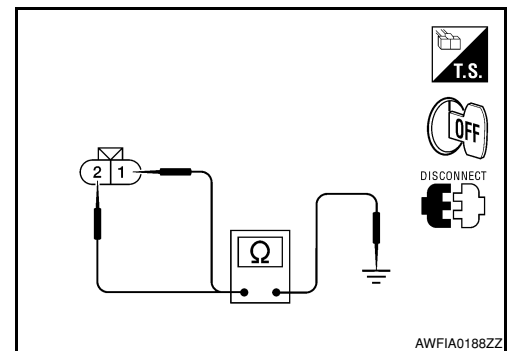 T.S.
OFF
DISCONNECT
2 1
Ω
AWFIA0188ZZ